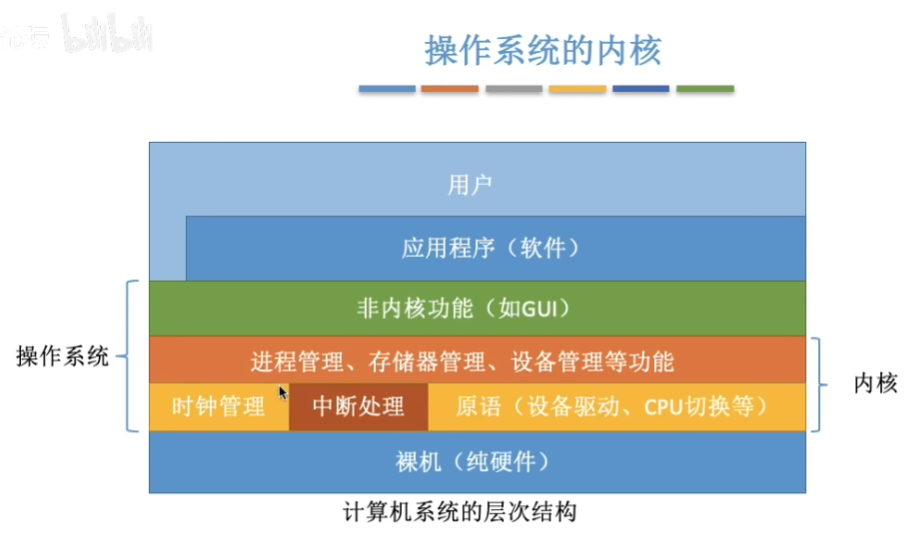 论坛 bilibili
操作系统的内核
用户
应用程序（软件）
非内核功能（如GUI）
操作系统
进程管理、存储器管理、设备管理等功能
内核
时钟管理 中断处理 原语（设备驱动、CPU切换等）
裸机（纯硬件）
计算机系统的层次结构